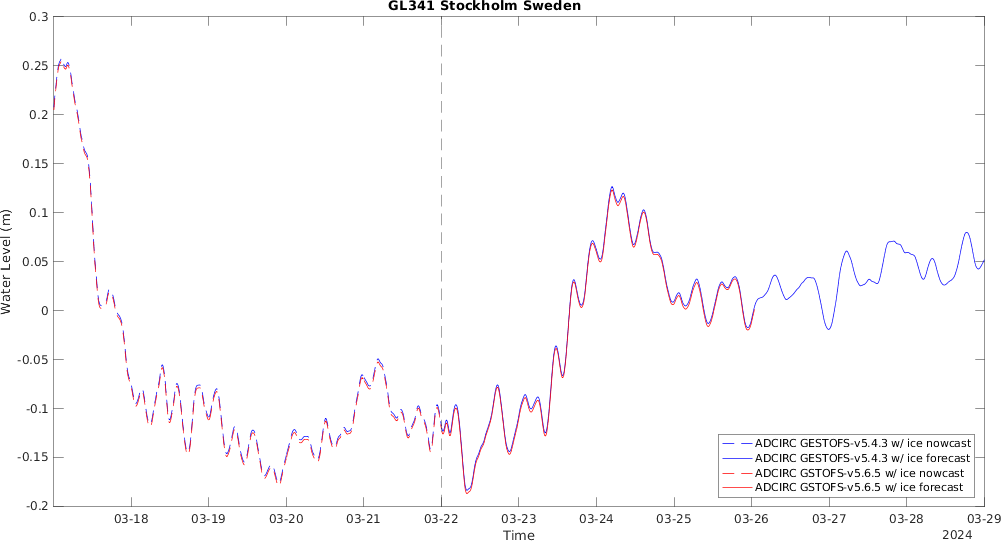 GL341 Stockholm Sweden
Water Level (m)
0.3
0.25
0.2
0.15
0.1
0.05
0
-0.05
-0.1
-0.15
-0.2
ADCIRC GESTOFS-v5.4.3 w/ ice nowcast
ADCIRC GESTOFS-v5.4.3 w/ ice forecast
ADCIRC GSTOFS-v5.6.5 w/ ice nowcast
ADCIRC GSTOFS-v5.6.5 w/ ice forecast
03-18 03-19 03-20 03-21 03-22 03-23 03-24 03-25 03-26 03-27 03-28 03-29
Time
2024